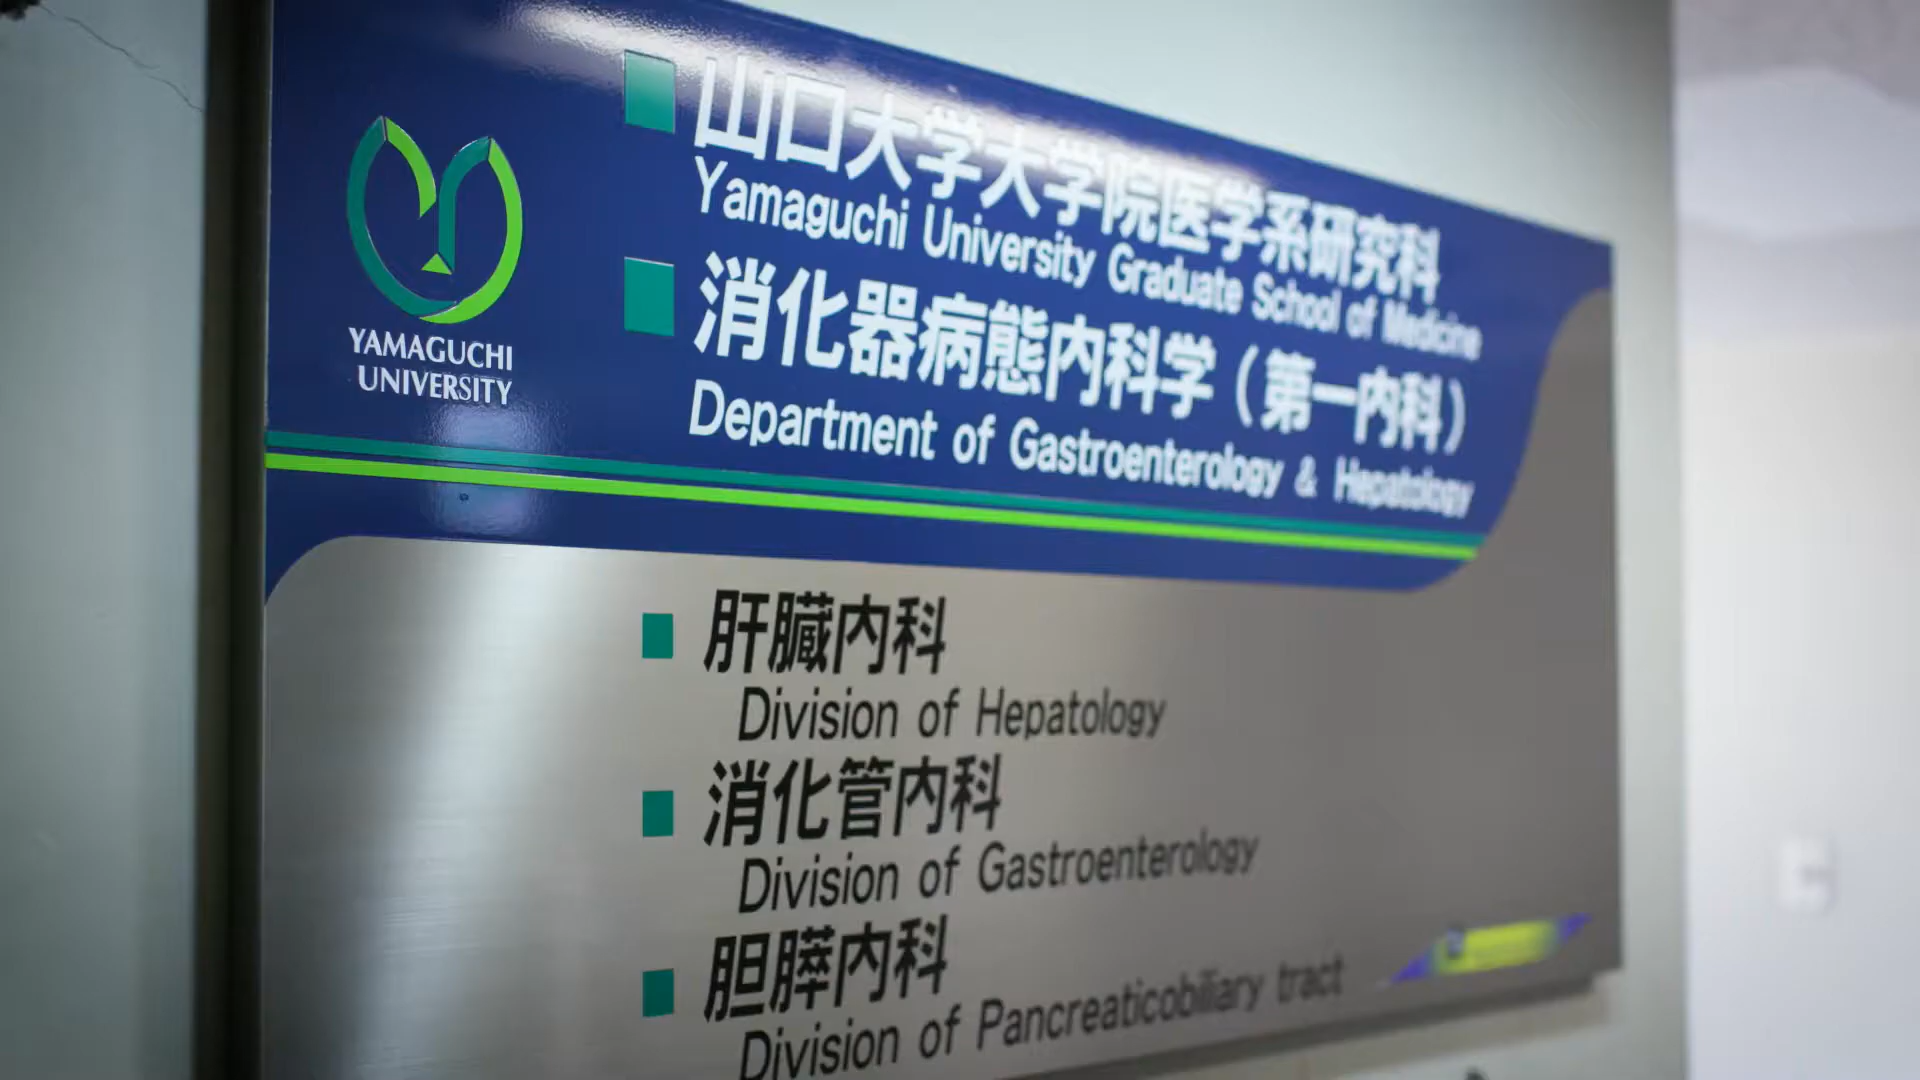 YAMAGUCHI
UNIVERSITY
山口大学大学院医学系研究科
Yamaguchi University Graduate School of Medicine
消化器病態内科学（第一内科）
Department of Gastroenterology & Hepatology
肝臓内科
Division of Hepatology
消化管内科
Division of Gastroenterology
胆膵内科
Division of Pancreaticobiliary tract